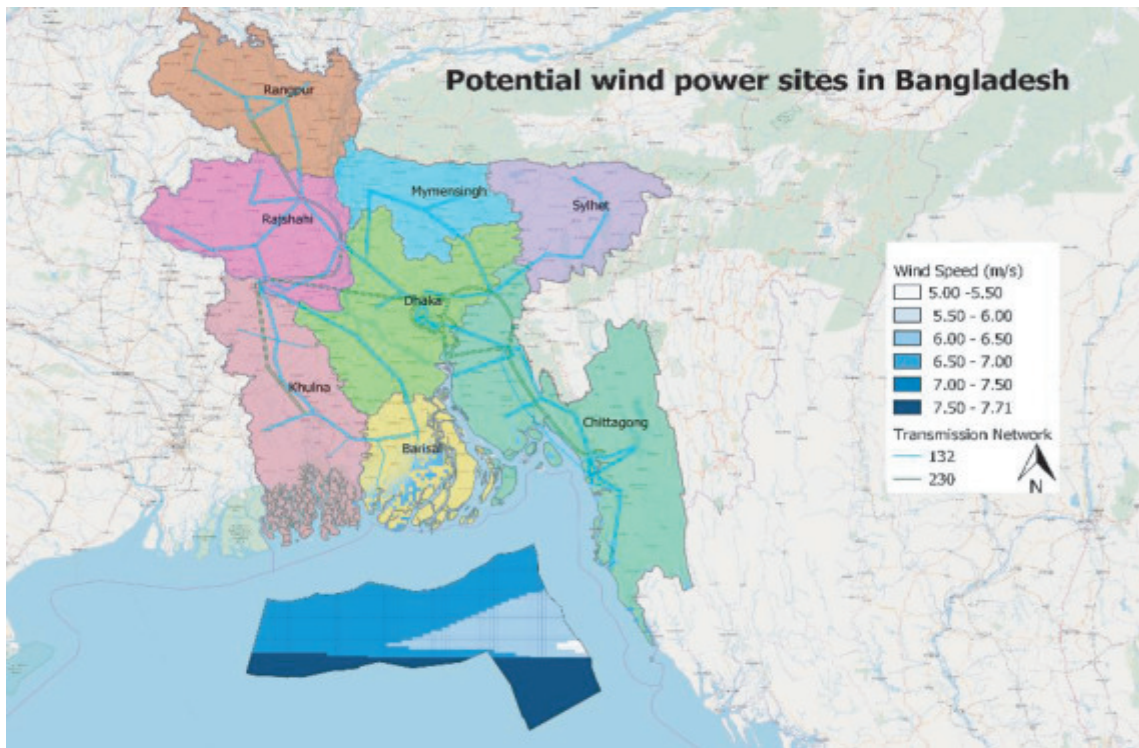 Potential wind power sites in Bangladesh
Rangpur
Mymensingh
Rajshahi
Sylhet
Dhaka
Khulna
Chittagong
Barisal
Wind Speed (m/s)
5.00 -5.50
5.50 - 6.00
6.00 - 6.50
6.50 - 7.00
7.00 - 7.50
7.50 - 7.71
Transmission Network
132
230
N